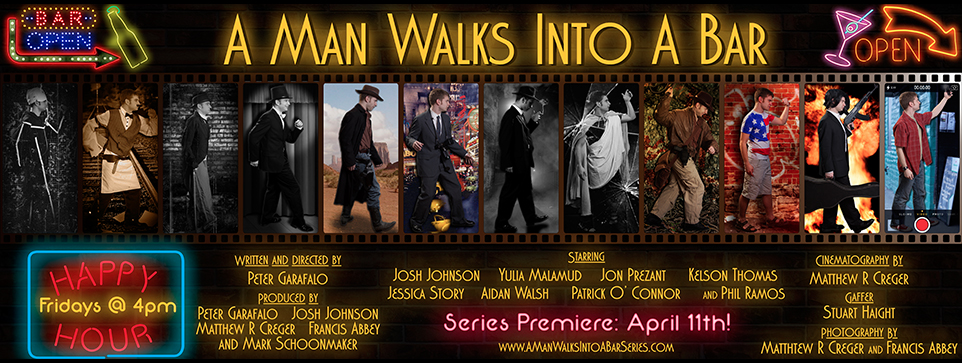 BAR
OPEN
A Man Walks Into A Bar
OPEN
00:00:00
HAPPY
Fridays @ 4pm
HOUR
Written and Directed by
Peter Garafalo
Produced by
Peter Garafalo Josh Johnson
Matthew R Creger Francis Abbey
and Mark Schoonmaker
Starring
Josh Johnson Yulia Malamud Jon Prezant Kelson Thomas
Jessica Story Aidan Walsh Patrick O' Connor and Phil Ramos
Series Premiere: April 11th!
www.AManWalksIntoABarSeries.com
Cinematography by
Matthew R Creger
Gaffer
Stuart Haight
Photography by
Matthew R Creger and Francis Abbey